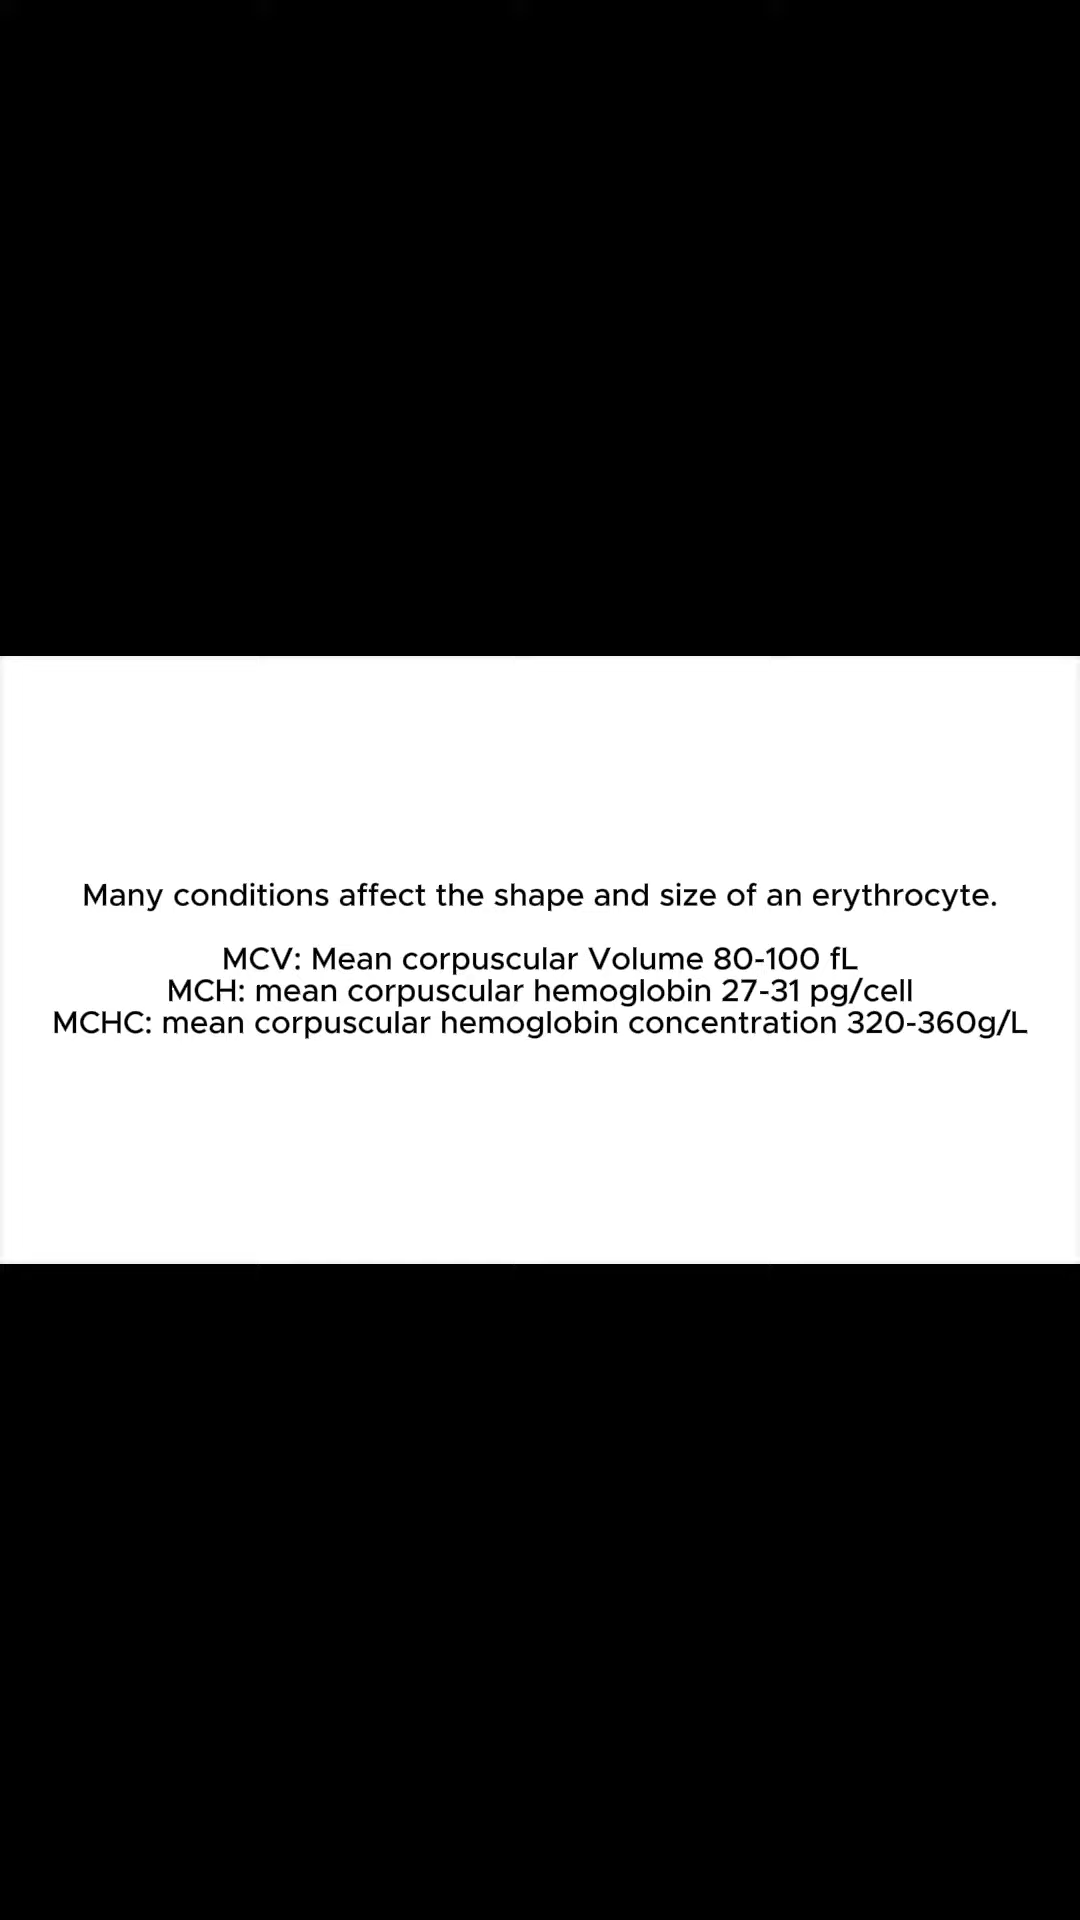 Many conditions affect the shape and size of an erythrocyte.
MCV: Mean corpuscular Volume 80-100 fL
MCH: mean corpuscular hemoglobin 27-31 pg/cell
MCHC: mean corpuscular hemoglobin concentration 320-360g/L